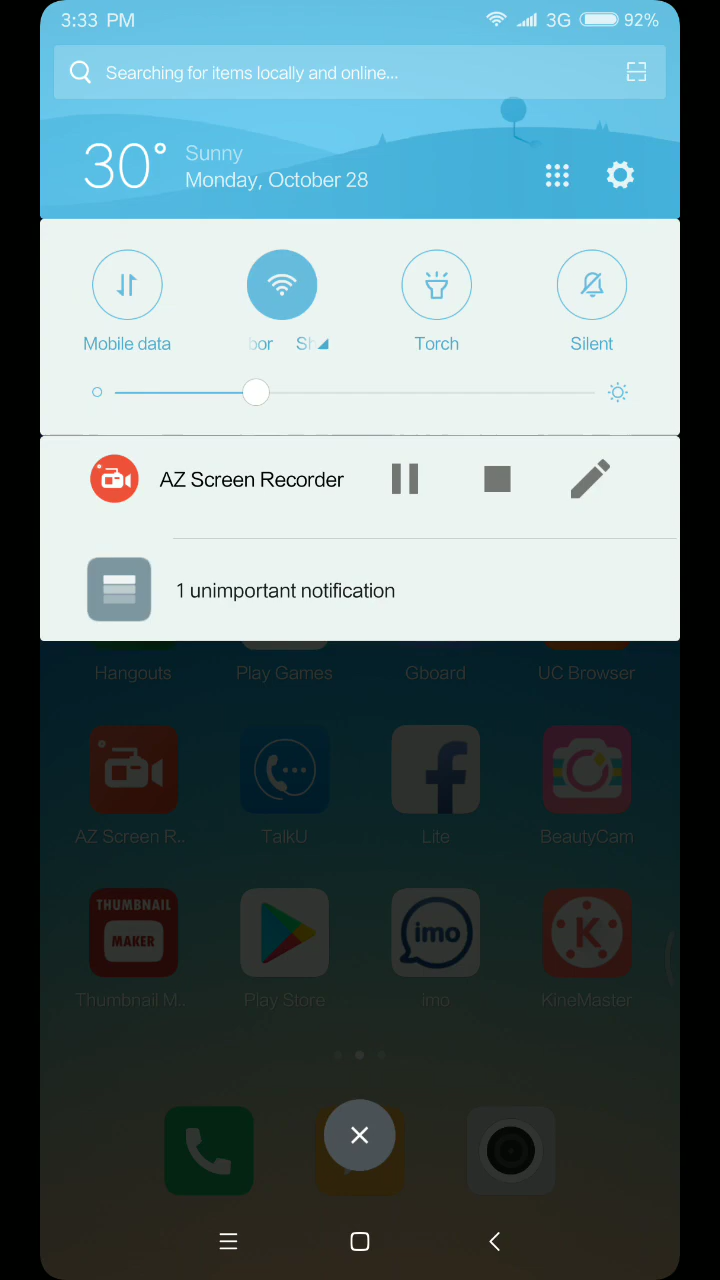 3:33 PM 3G 92%
Searching for items locally and online...
30° Sunny
Monday, October 28
Mobile data bor Sh Torch Silent
AZ Screen Recorder
1 unimportant notification
Hangouts Play Games Gboard UC Browser
AZ Screen R.. TalkU Lite BeautyCam
THUMBNAIL
MAKER
imo
K
Thumbnail M.. Play Store imo KineMaster